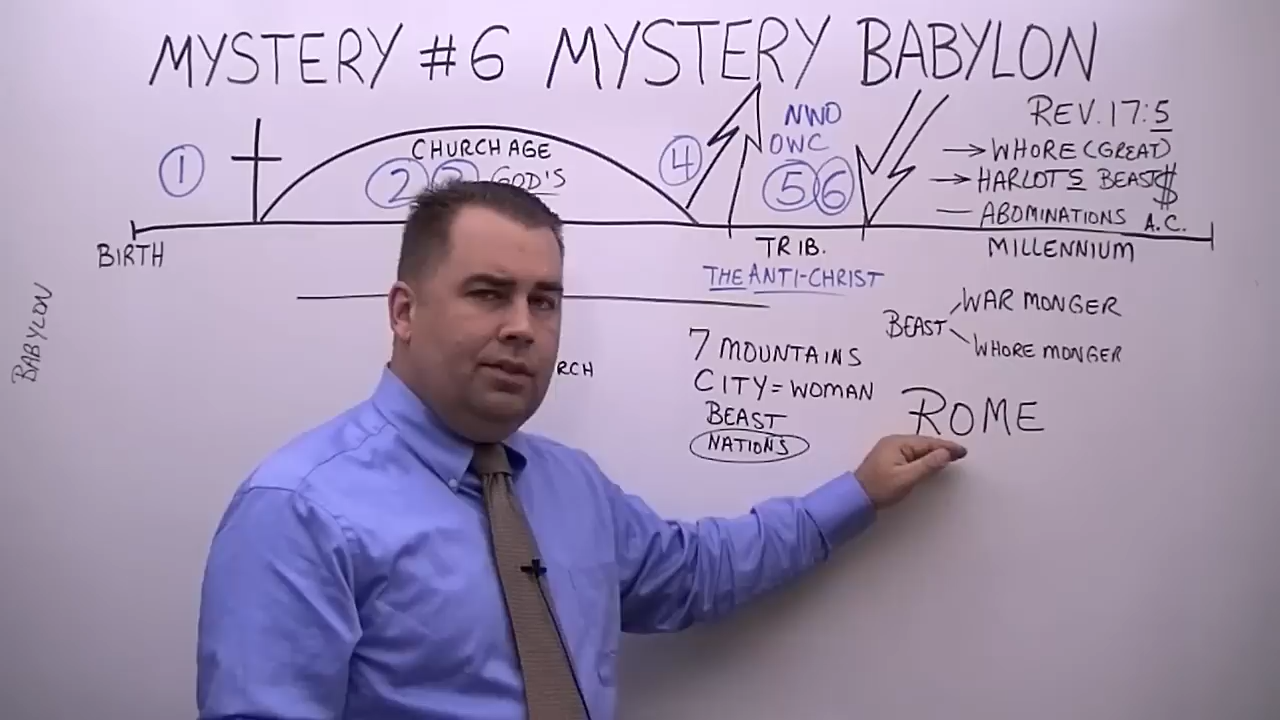 MYSTERY #6 MYSTERY BABYLON
REV. 17:5
→ WHORE (GREAT)
→ HARLOTS BEAST $
— ABOMINATIONS A.C.
1
CHURCH AGE
2 GOD'S
4
NWO
OWC
5 6
BIRTH
TRIB.
THE ANTI-CHRIST
MILLENNIUM
BABYLON
BEAST
WAR MONGER
WHORE MONGER
7 MOUNTAINS
CITY = WOMAN
BEAST
NATIONS
ROME